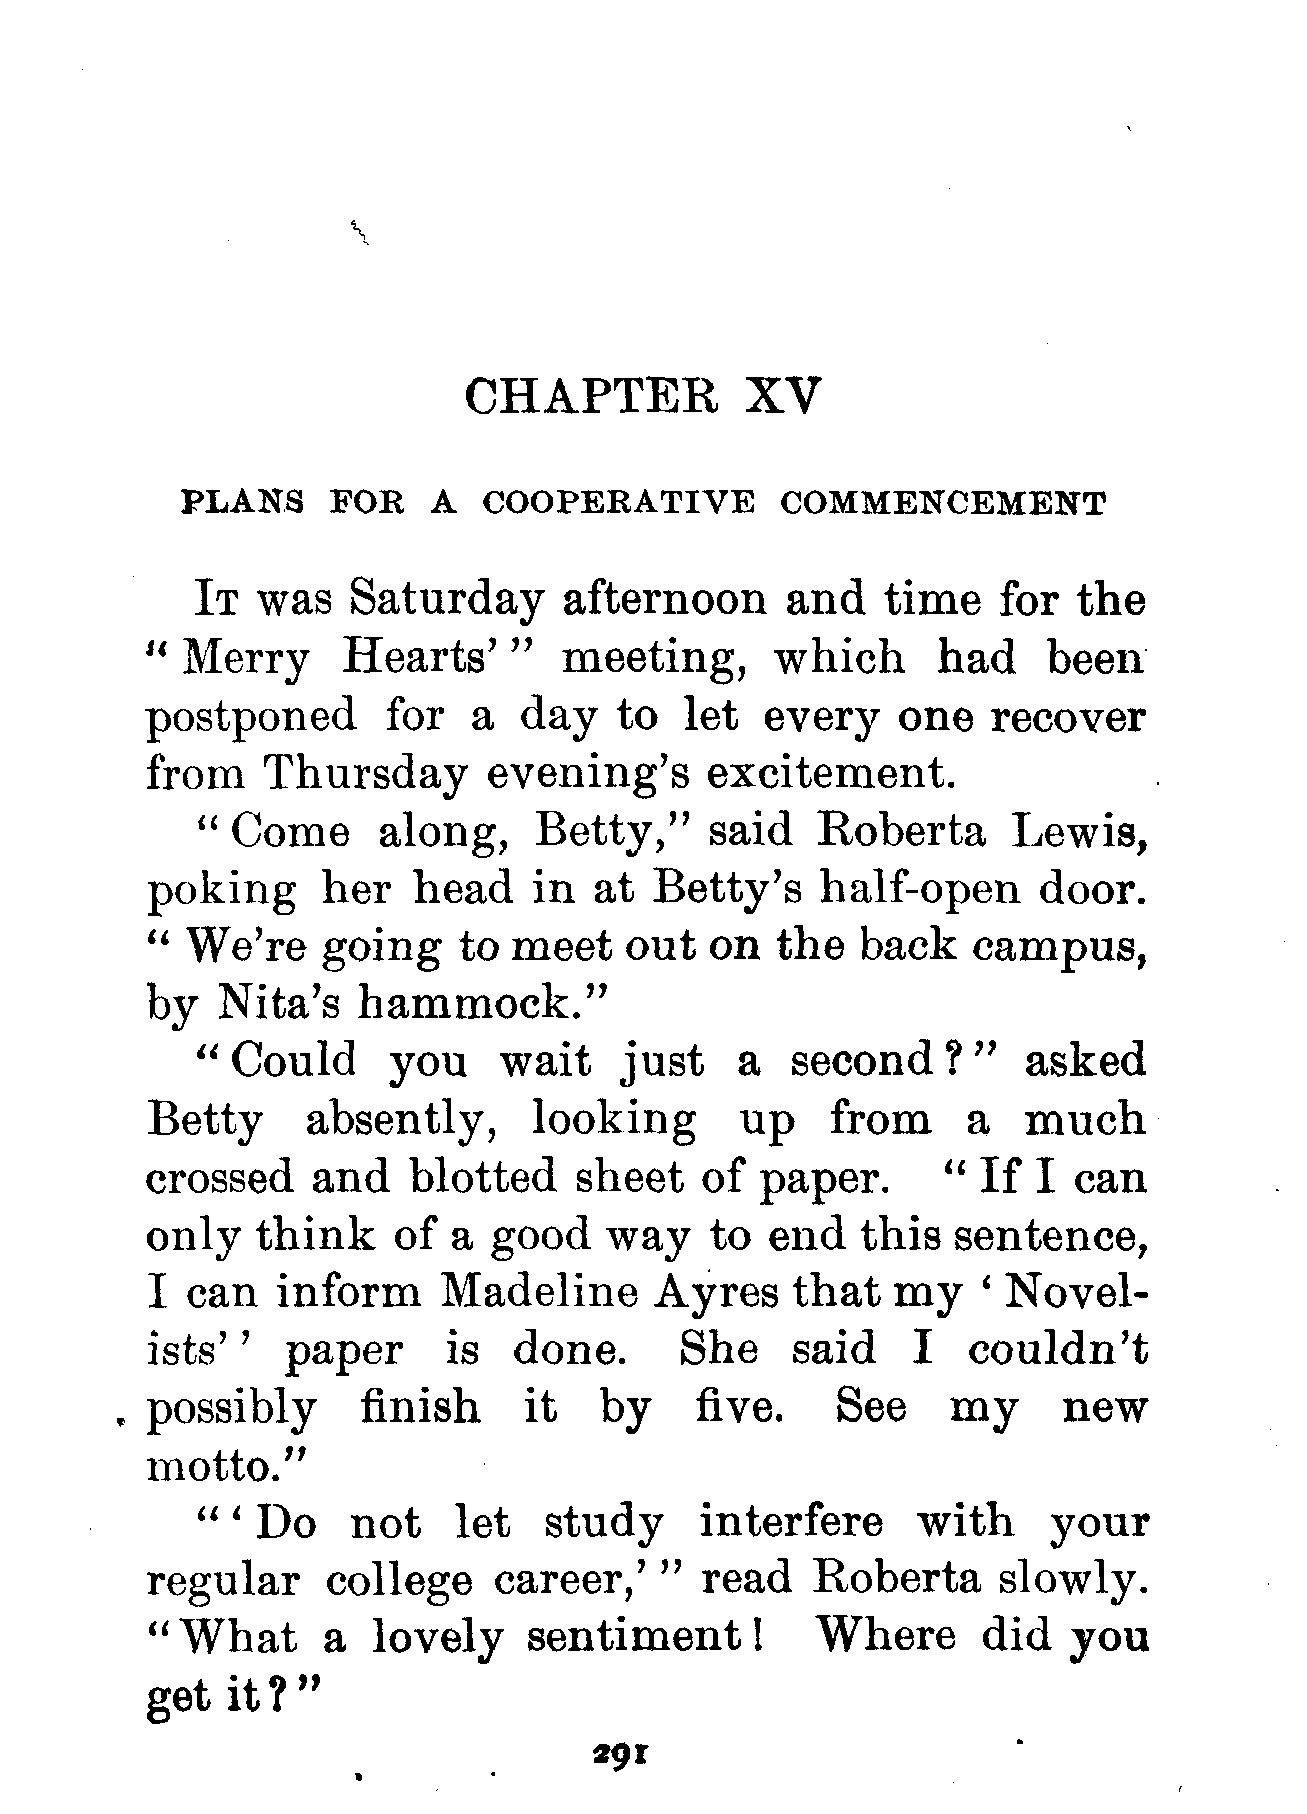 CHAPTER XV
PLANS FOR A COOPERATIVE COMMENCEMENT
IT was Saturday afternoon and time for the
“ Merry Hearts’ ” meeting, which had been
postponed for a day to let every one recover
from Thursday evening’s excitement.
“ Come along, Betty,” said Roberta Lewis,
poking her head in at Betty’s half-open door.
“ We’re going to meet out on the back campus,
by Nita’s hammock.”
“ Could you wait just a second ? ” asked
Betty absently, looking up from a much
crossed and blotted sheet of paper. “ If I can
only think of a good way to end this sentence,
I can inform Madeline Ayres that my ‘ Novel-
ists’ ’ paper is done. She said I couldn’t
possibly finish it by five. See my new
motto.”
“ ‘ Do not let study interfere with your
regular college career,’ ” read Roberta slowly.
“ What a lovely sentiment ! Where did you
get it ? ”
291